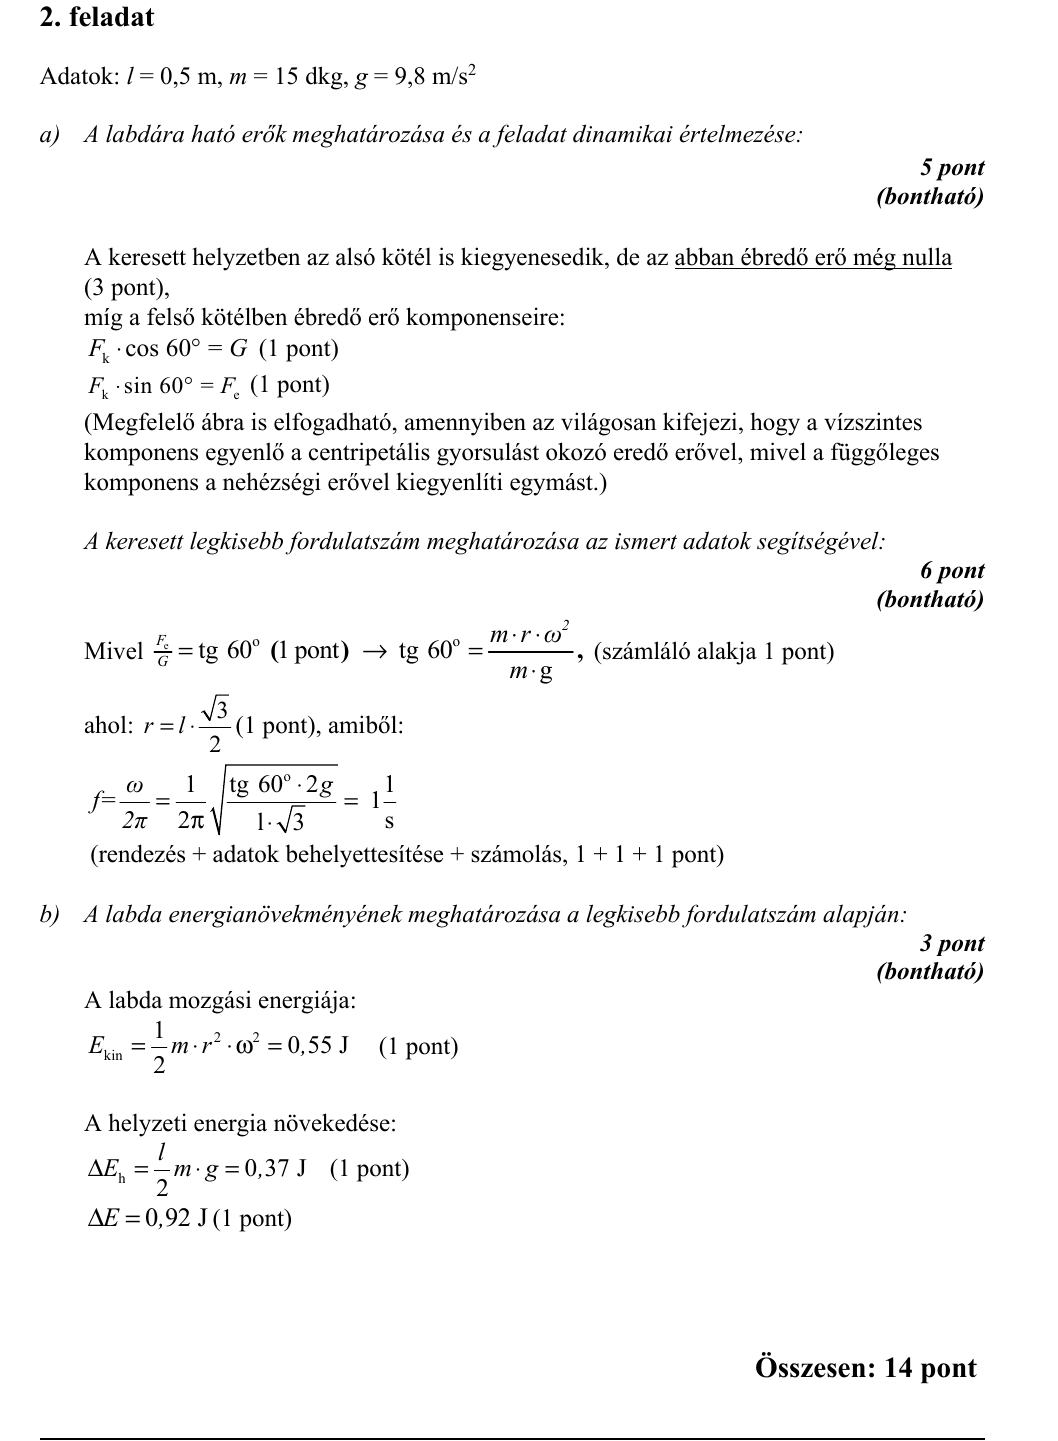 2. feladat
Adatok: l = 0,5 m, m = 15 dkg, g = 9,8 m/s²
a) A labdára ható erők meghatározása és a feladat dinamikai értelmezése:
5 pont
(bontható)
A keresett helyzetben az alsó kötél is kiegyenesedik, de az abban ébredő erő még nulla
(3 pont),
míg a felső kötélben ébredő erő komponenseire:
Fₖ · cos 60° = G (1 pont)
Fₖ · sin 60° = Fₑ (1 pont)
(Megfelelő ábra is elfogadható, amennyiben az világosan kifejezi, hogy a vízszintes
komponens egyenlő a centripetális gyorsulást okozó eredő erővel, mivel a függőleges
komponens a nehézségi erővel kiegyenlíti egymást.)
A keresett legkisebb fordulatszám meghatározása az ismert adatok segítségével:
6 pont
(bontható)
Mivel Fₑ/G = tg 60° (1 pont) → tg 60° = (m·r·ω²)/(m·g), (számláló alakja 1 pont)
ahol: r = l · √3/2 (1 pont), amiből:
f= ω/2π = 1/2π √(tg 60° · 2g / l·√3) = 1 1/s
(rendezés + adatok behelyettesítése + számolás, 1 + 1 + 1 pont)
b) A labda energianövekményének meghatározása a legkisebb fordulatszám alapján:
3 pont
(bontható)
A labda mozgási energiája:
E_kin = 1/2 m · r² · ω² = 0,55 J (1 pont)
A helyzeti energia növekedése:
ΔEₕ = l/2 m · g = 0,37 J (1 pont)
ΔE = 0,92 J (1 pont)
Összesen: 14 pont